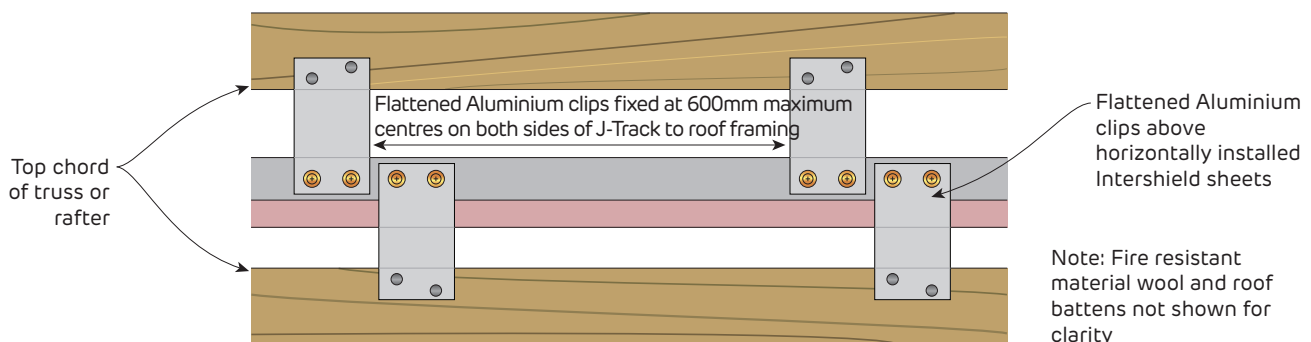 Flattened Aluminium clips fixed at 600mm maximum
centres on both sides of J-Track to roof framing
Top chord
of truss or
rafter
Flattened Aluminium
clips above
horizontally installed
Intershield sheets
Note: Fire resistant
material wool and roof
battens not shown for
clarity